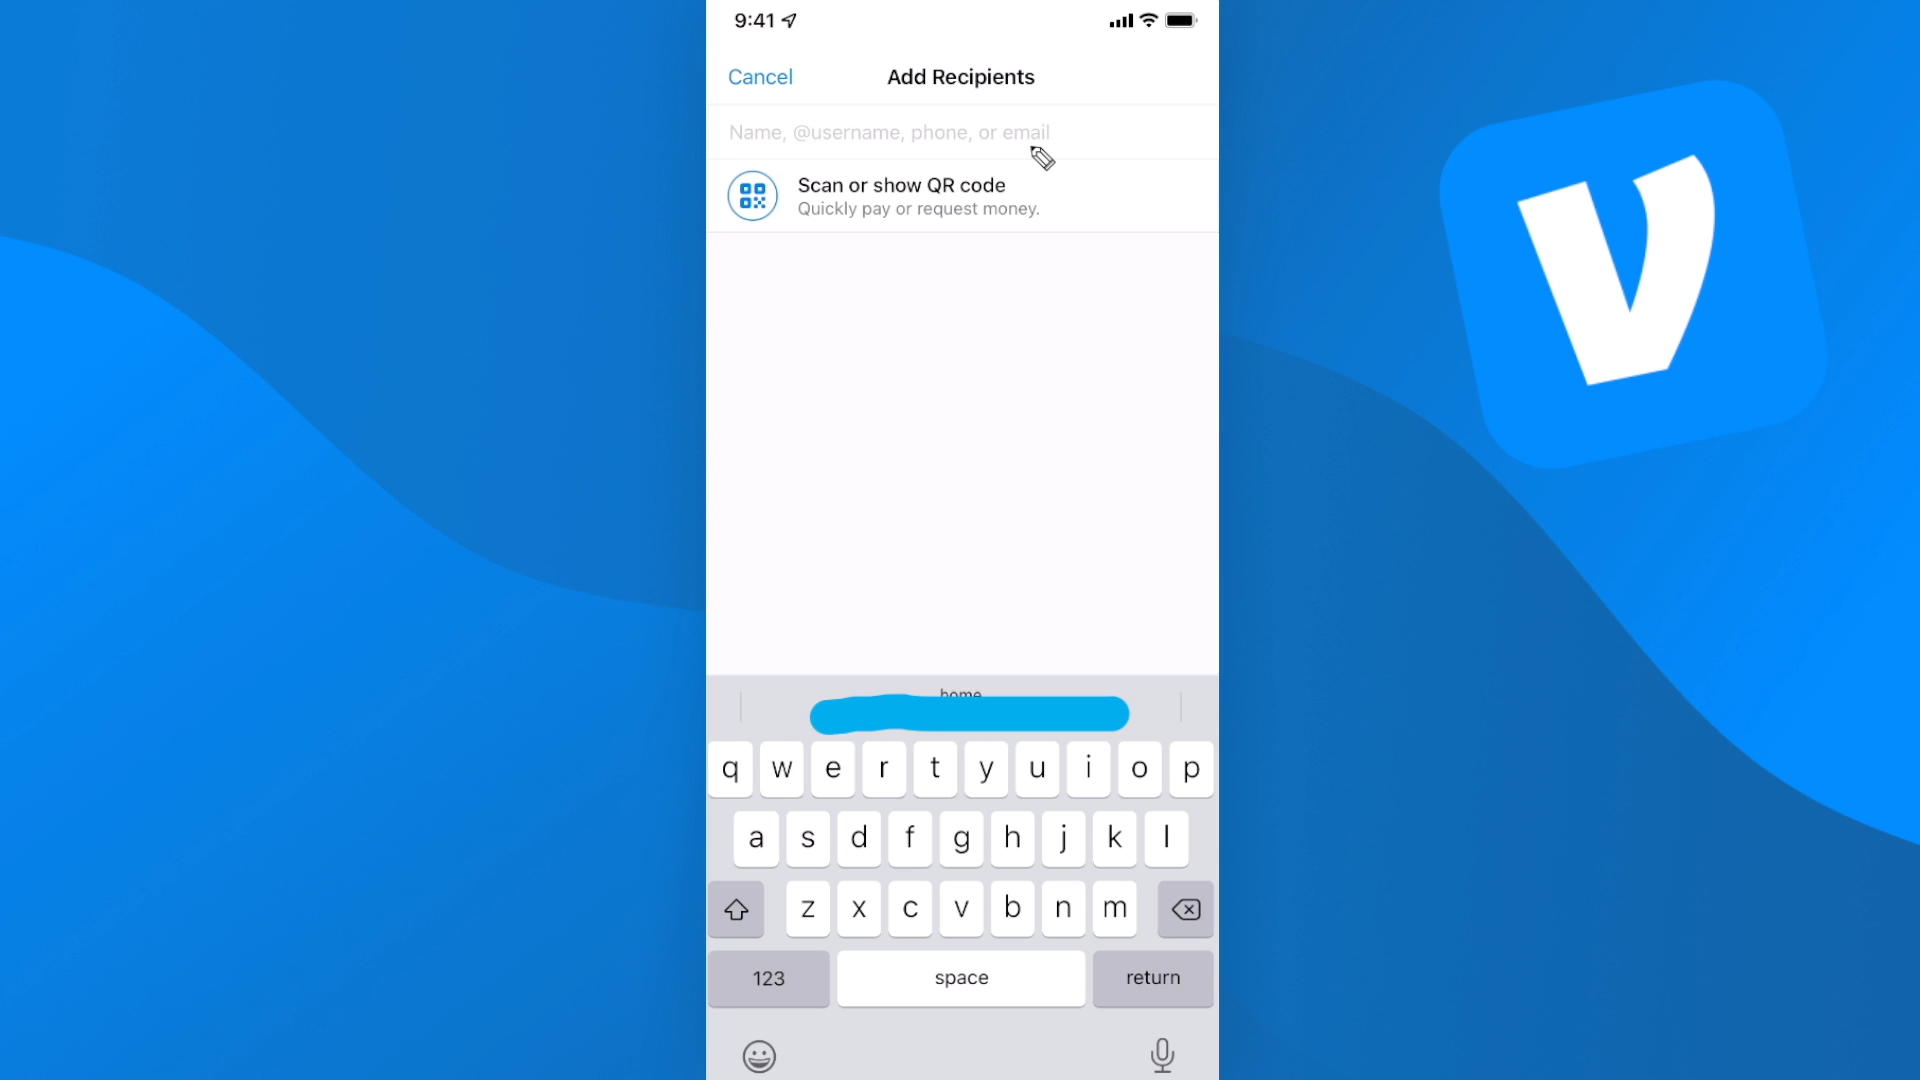 9:41
Cancel
Add Recipients
Name, @username, phone, or email
Scan or show QR code
Quickly pay or request money.
V
home
q w e r t y u i o p
a s d f g h j k l
z x c v b n m
123
space
return